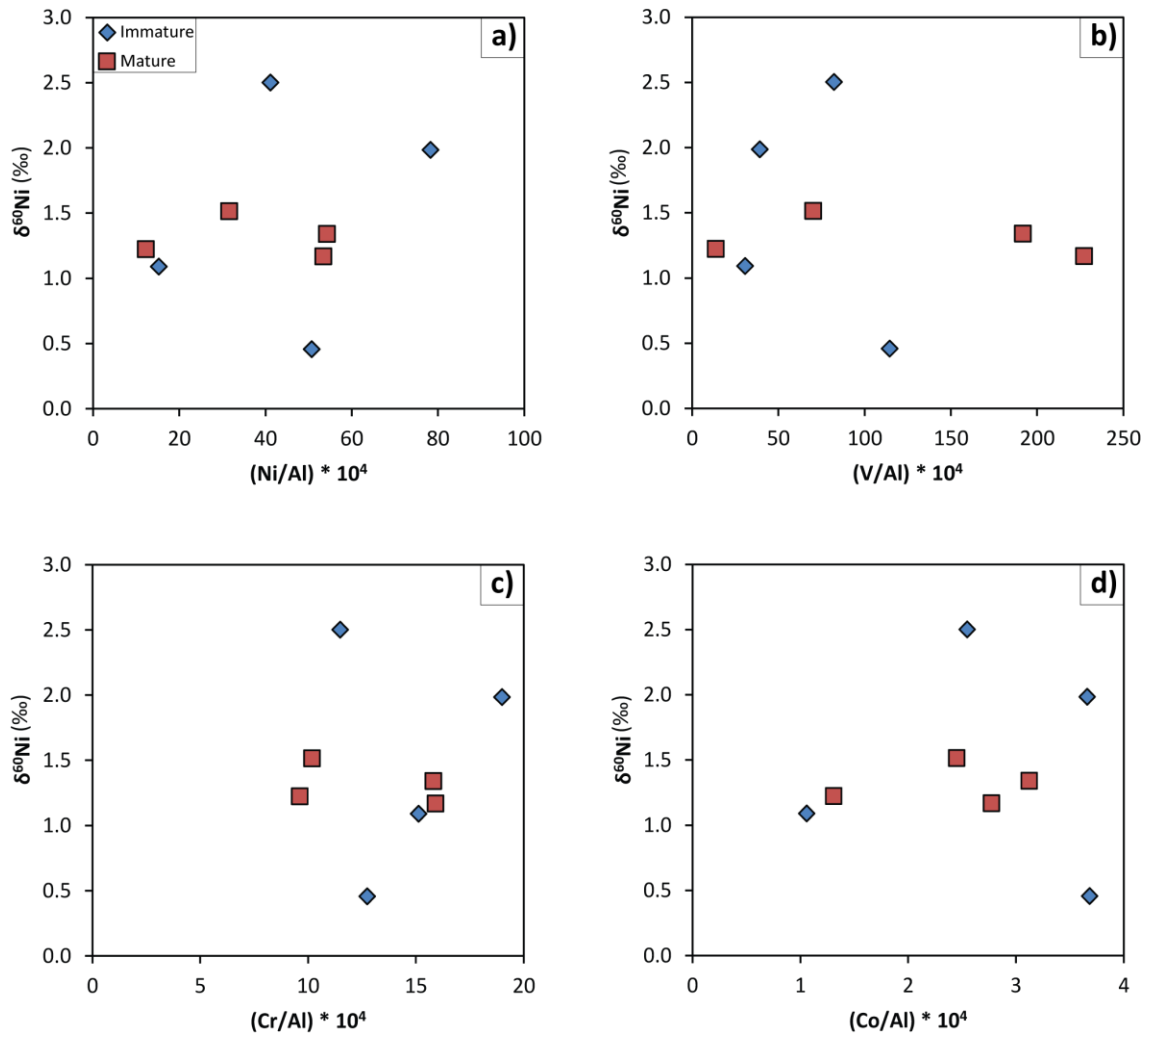 a)
Immature
Mature
3.0
2.5
2.0
1.5
1.0
0.5
0.0
δ⁶⁰Ni (‰)
0 20 40 60 80 100
(Ni/Al) * 10⁴
b)
3.0
2.5
2.0
1.5
1.0
0.5
0.0
δ⁶⁰Ni (‰)
0 50 100 150 200 250
(V/Al) * 10⁴
c)
3.0
2.5
2.0
1.5
1.0
0.5
0.0
δ⁶⁰Ni (‰)
0 5 10 15 20
(Cr/Al) * 10⁴
d)
3.0
2.5
2.0
1.5
1.0
0.5
0.0
δ⁶⁰Ni (‰)
0 1 2 3 4
(Co/Al) * 10⁴